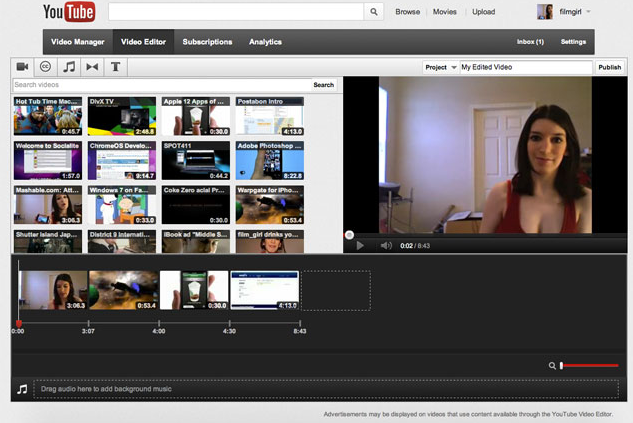 YouTube
Browse | Movies | Upload
filmgirl
Video Manager Video Editor Subscriptions Analytics
Inbox (1) Settings
Project My Edited Video Publish
Search videos Search
Hot Tub Time Mac... DivX TV Apple 12 Apps of ... Postabon Intro
0:45.7 2:48.8 0:30.0 4:13.0
Welcome to Socialite ChromeOS Develo... SPOT411 Adobe Photoshop ...
1:57.0 9:14.7 0:44.2 8:22.8
Mashable.com: Att... Windows 7 on Fa... Coke Zero acial Pr... Warpgate for iPho...
3:06.3 0:33.0 0:30.0 0:53.4
Shutter Island Jap... District 9 Internati... iBook ad "Middle S... film_girl drinks yo...
0:02 / 8:43
3:06.3 0:53.4 0:30.0 4:13.0
0:00 3:07 4:00 4:30 8:43
Drag audio here to add background music
Advertisements may be displayed on videos that use content available through the YouTube Video Editor.